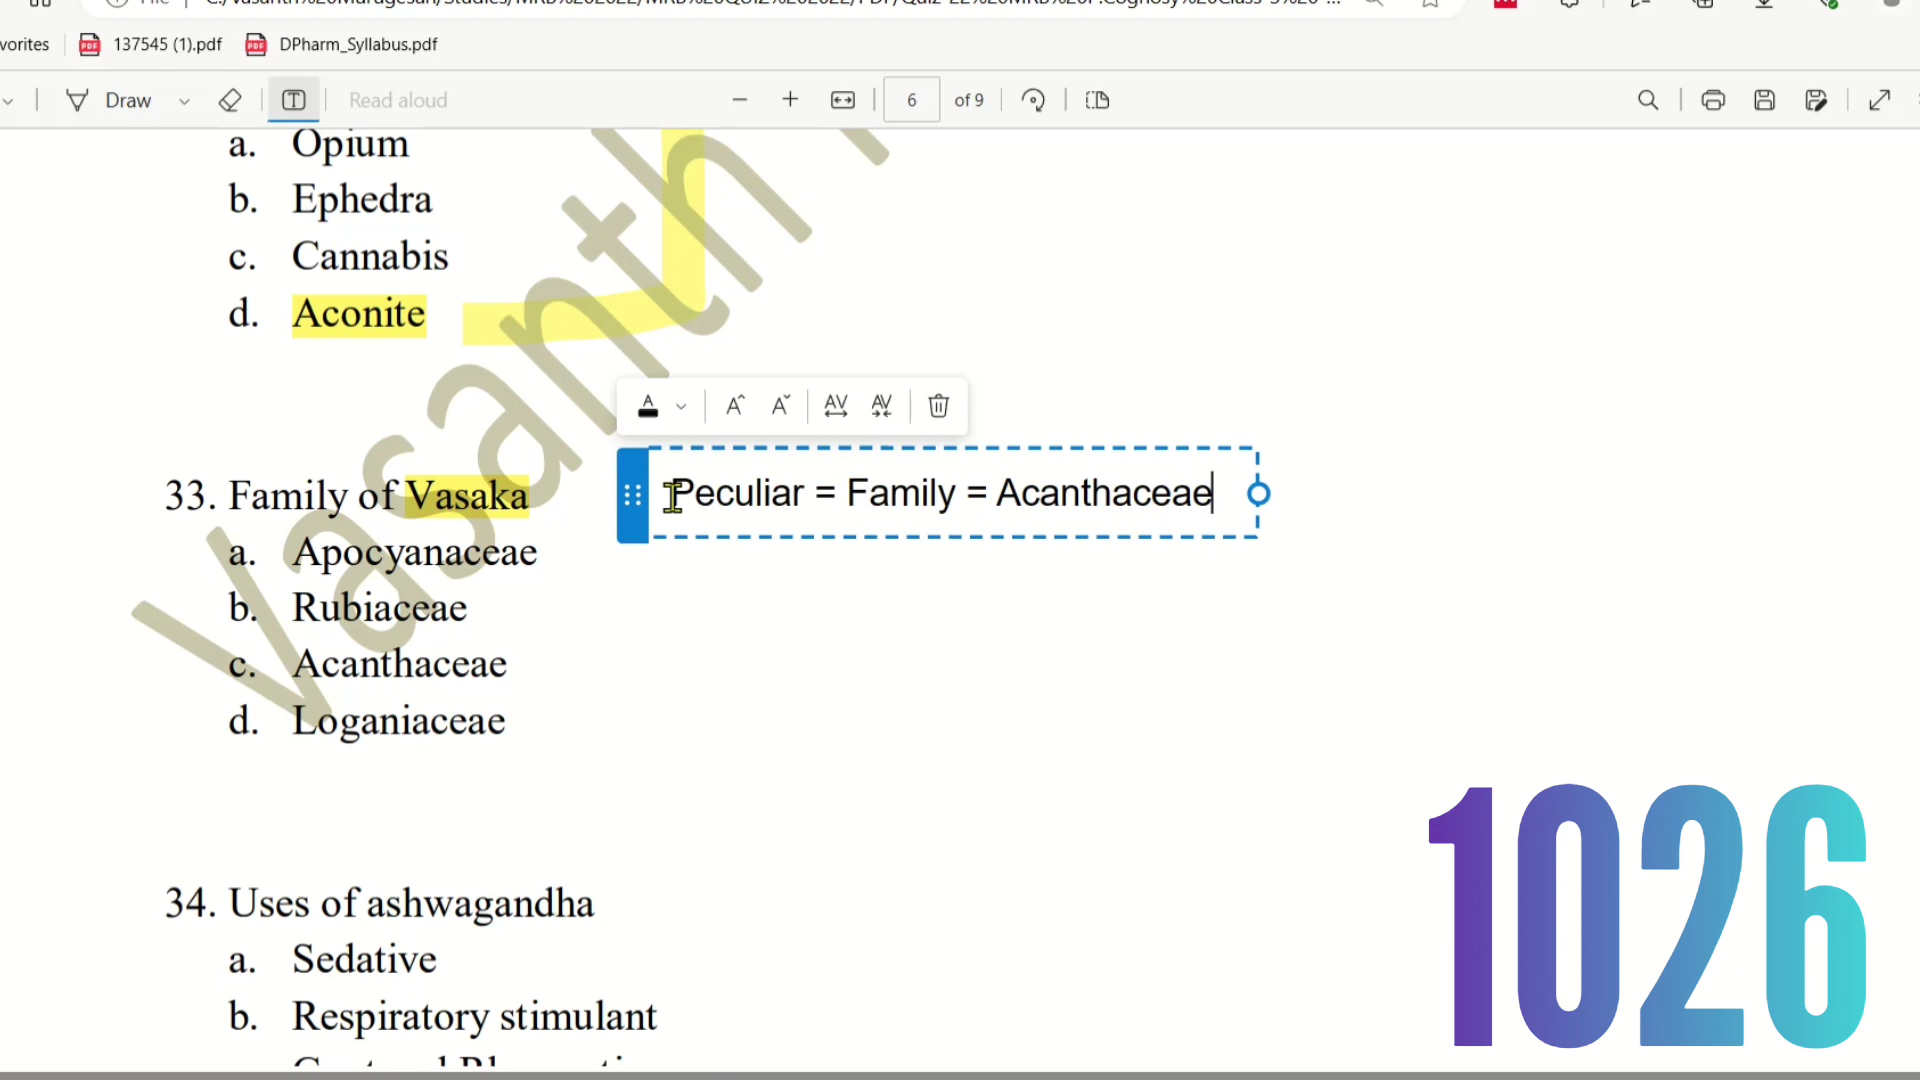 vorites
137545 (1).pdf
DPharm_Syllabus.pdf
Draw
Read aloud
6
of 9
a. Opium
b. Ephedra
c. Cannabis
d. Aconite
33. Family of Vasaka
Peculiar = Family = Acanthaceae
a. Apocyanaceae
b. Rubiaceae
c. Acanthaceae
d. Loganiaceae
34. Uses of ashwagandha
a. Sedative
b. Respiratory stimulant
Vasanth
1026